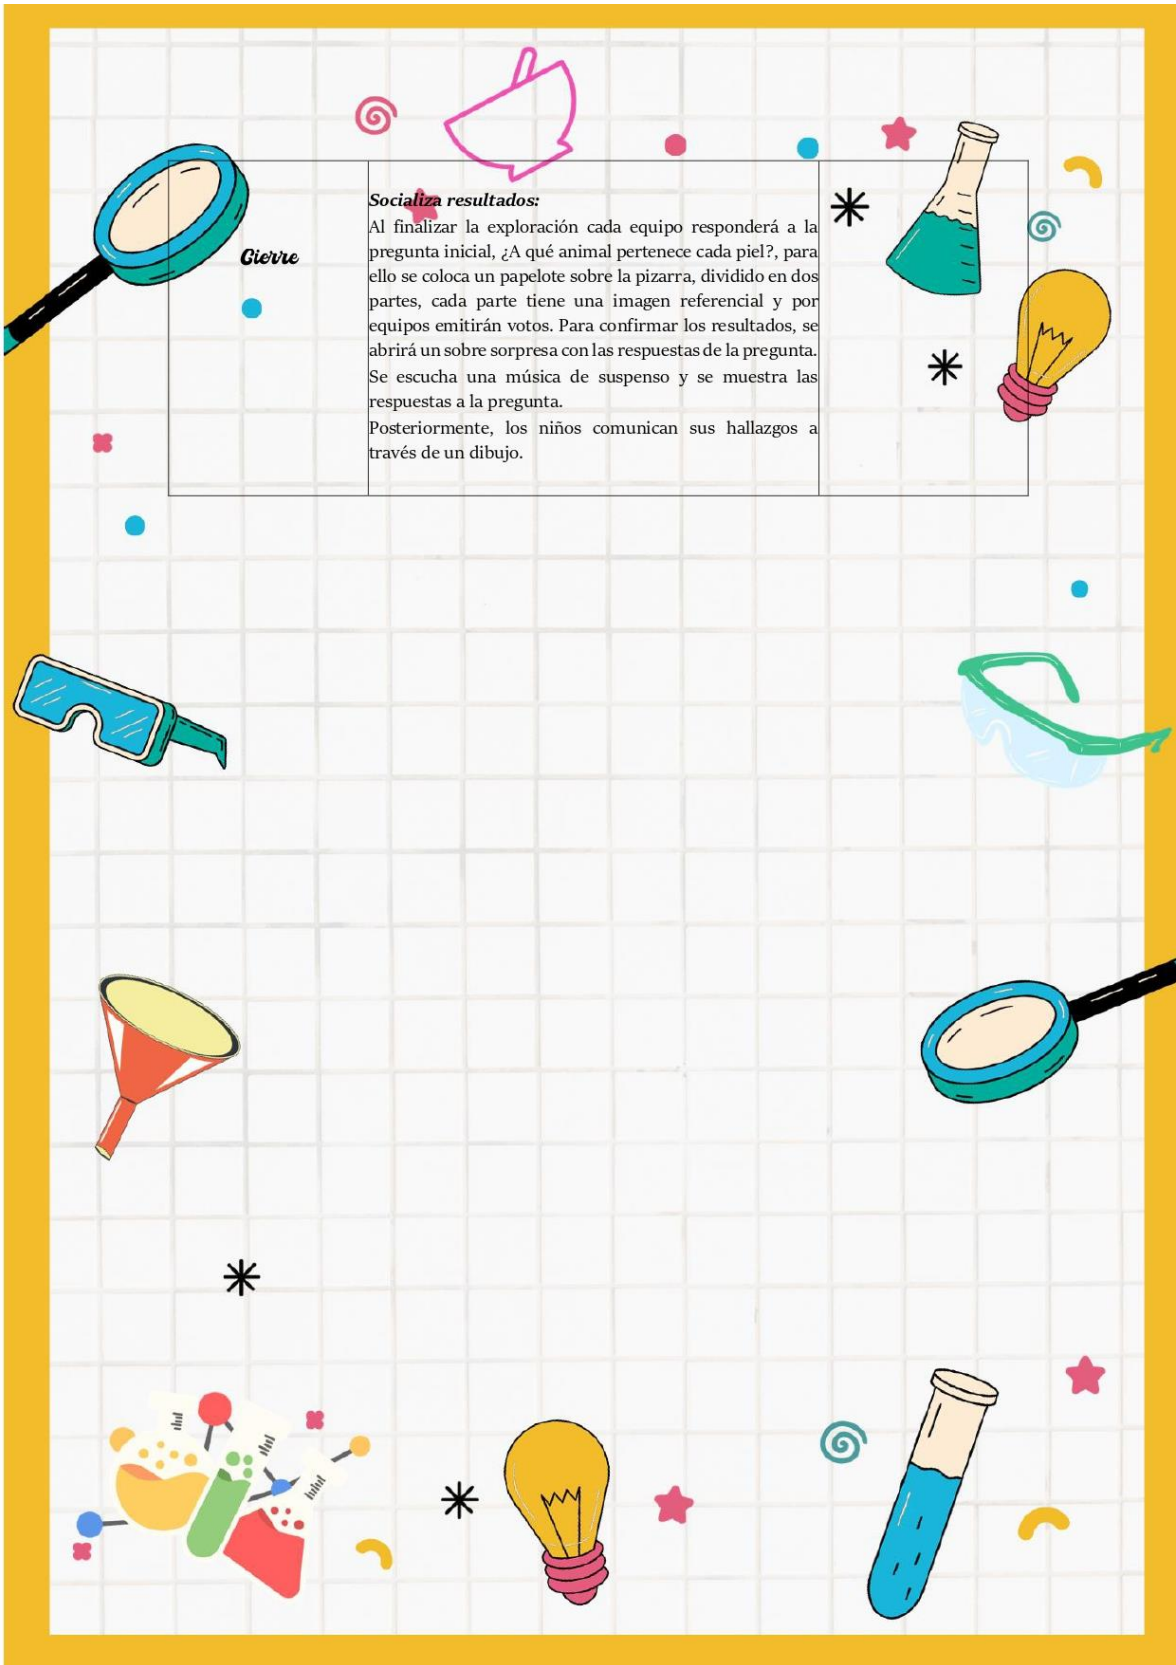 Socializa resultados:
Cierre
Al finalizar la exploración cada equipo responderá a la
pregunta inicial, ¿A qué animal pertenece cada piel?, para
ello se coloca un papelote sobre la pizarra, dividido en dos
partes, cada parte tiene una imagen referencial y por
equipos emitirán votos. Para confirmar los resultados, se
abrirá un sobre sorpresa con las respuestas de la pregunta.
Se escucha una música de suspenso y se muestra las
respuestas a la pregunta.
Posteriormente, los niños comunican sus hallazgos a
través de un dibujo.